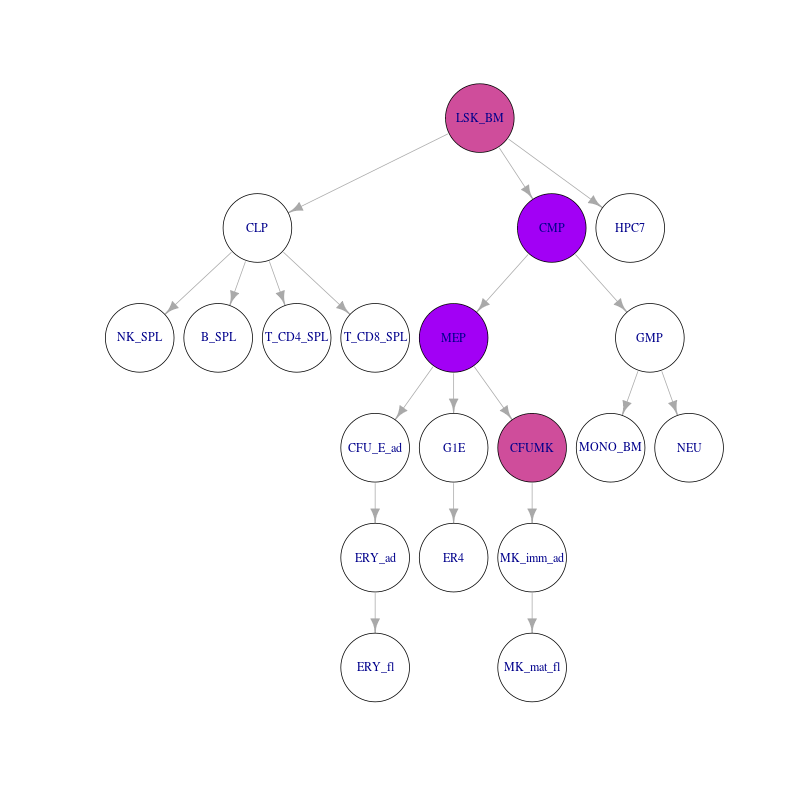 LSK_BM
CLP
CMP
HPC7
NK_SPL
B_SPL
T_CD4_SPL
T_CD8_SPL
MEP
GMP
CFU_E_ad
G1E
CFUMK
MONO_BM
NEU
ERY_ad
ER4
MK_imm_ad
ERY_fl
MK_mat_fl